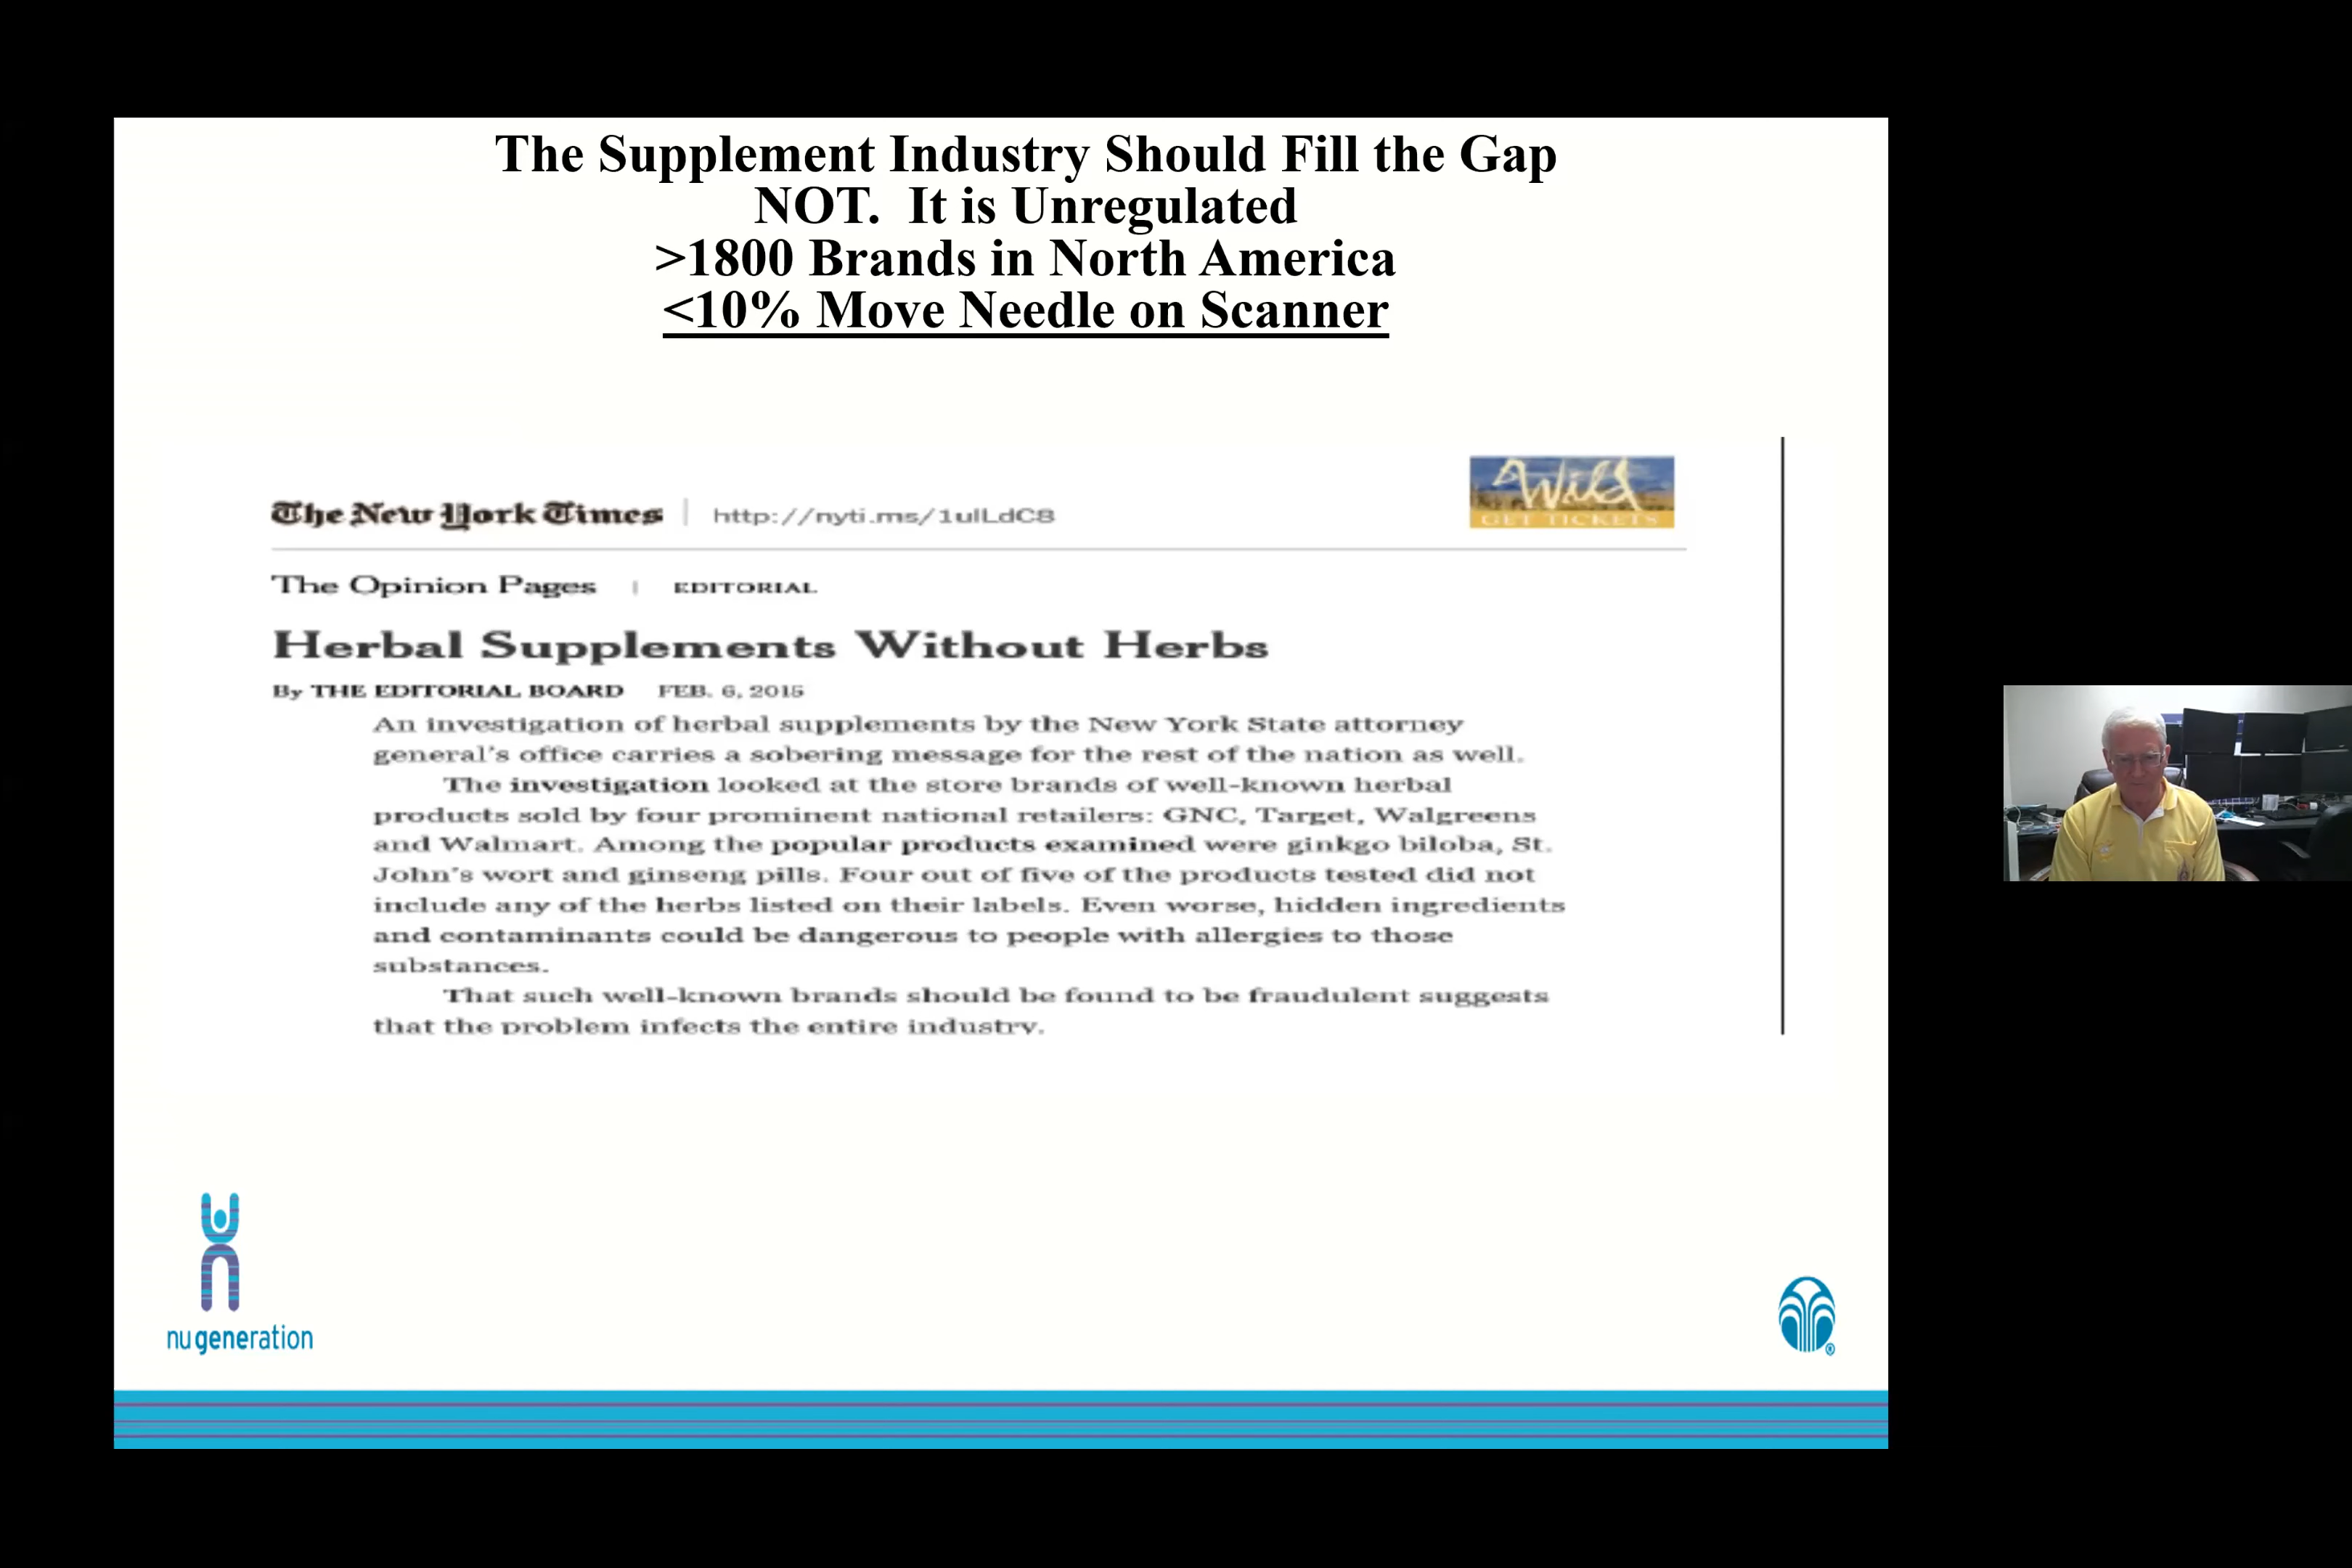 The Supplement Industry Should Fill the Gap
NOT. It is Unregulated
>1800 Brands in North America
<10% Move Needle on Scanner
The New York Times | http://nyti.ms/1ulLdC8
Wild
GET TICKETS
The Opinion Pages | EDITORIAL
Herbal Supplements Without Herbs
By THE EDITORIAL BOARD FEB. 6, 2015
An investigation of herbal supplements by the New York State attorney
general's office carries a sobering message for the rest of the nation as well.
The investigation looked at the store brands of well-known herbal
products sold by four prominent national retailers: GNC, Target, Walgreens
and Walmart. Among the popular products examined were ginkgo biloba, St.
John's wort and ginseng pills. Four out of five of the products tested did not
include any of the herbs listed on their labels. Even worse, hidden ingredients
and contaminants could be dangerous to people with allergies to those
substances.
That such well-known brands should be found to be fraudulent suggests
that the problem infects the entire industry.
nugeneration
®